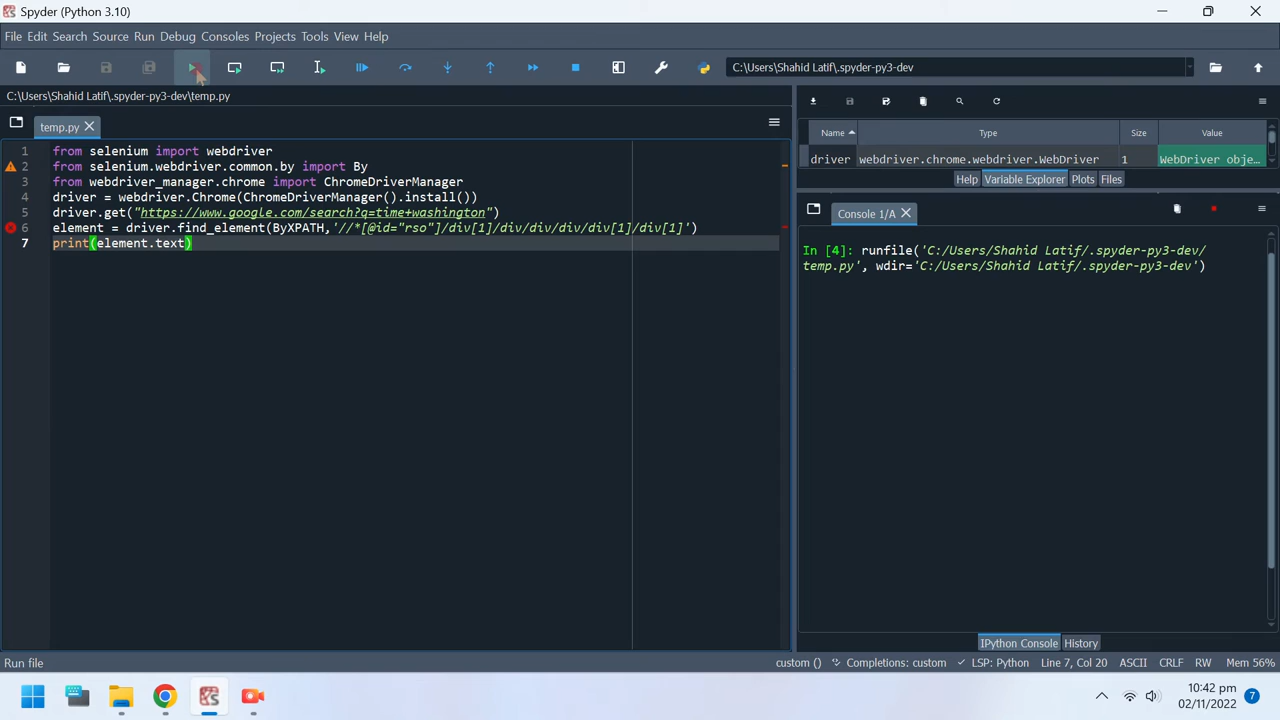 Spyder (Python 3.10)
File Edit Search Source Run Debug Consoles Projects Tools View Help
C:\Users\Shahid Latif\.spyder-py3-dev
C:\Users\Shahid Latif\.spyder-py3-dev\temp.py
temp.py
1 from selenium import webdriver
2 from selenium.webdriver.common.by import By
3 from webdriver_manager.chrome import ChromeDriverManager
4 driver = webdriver.Chrome(ChromeDriverManager().install())
5 driver.get("https://www.google.com/search?q=time+washington")
6 element = driver.find_element(ByXPATH,'//*[@id="rso"]/div[1]/div/div/div/div[1]/div[1]')
7 print(element.text)
Name Type Size Value
driver webdriver.chrome.webdriver.WebDriver 1 WebDriver obje...
Help Variable Explorer Plots Files
Console 1/A
In [4]: runfile('C:/Users/Shahid Latif/.spyder-py3-dev/
temp.py', wdir='C:/Users/Shahid Latif/.spyder-py3-dev')
IPython Console History
Run file
custom () Completions: custom LSP: Python Line 7, Col 20 ASCII CRLF RW Mem 56%
10:42 pm
02/11/2022
7